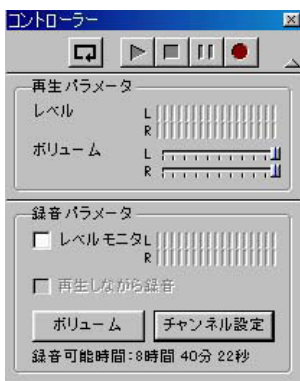 コントローラー
再生パラメータ
レベル L
R
ボリューム L
R
録音パラメータ
レベルモニタ L
R
再生しながら録音
ボリューム チャンネル設定
録音可能時間:8時間 40分 22秒